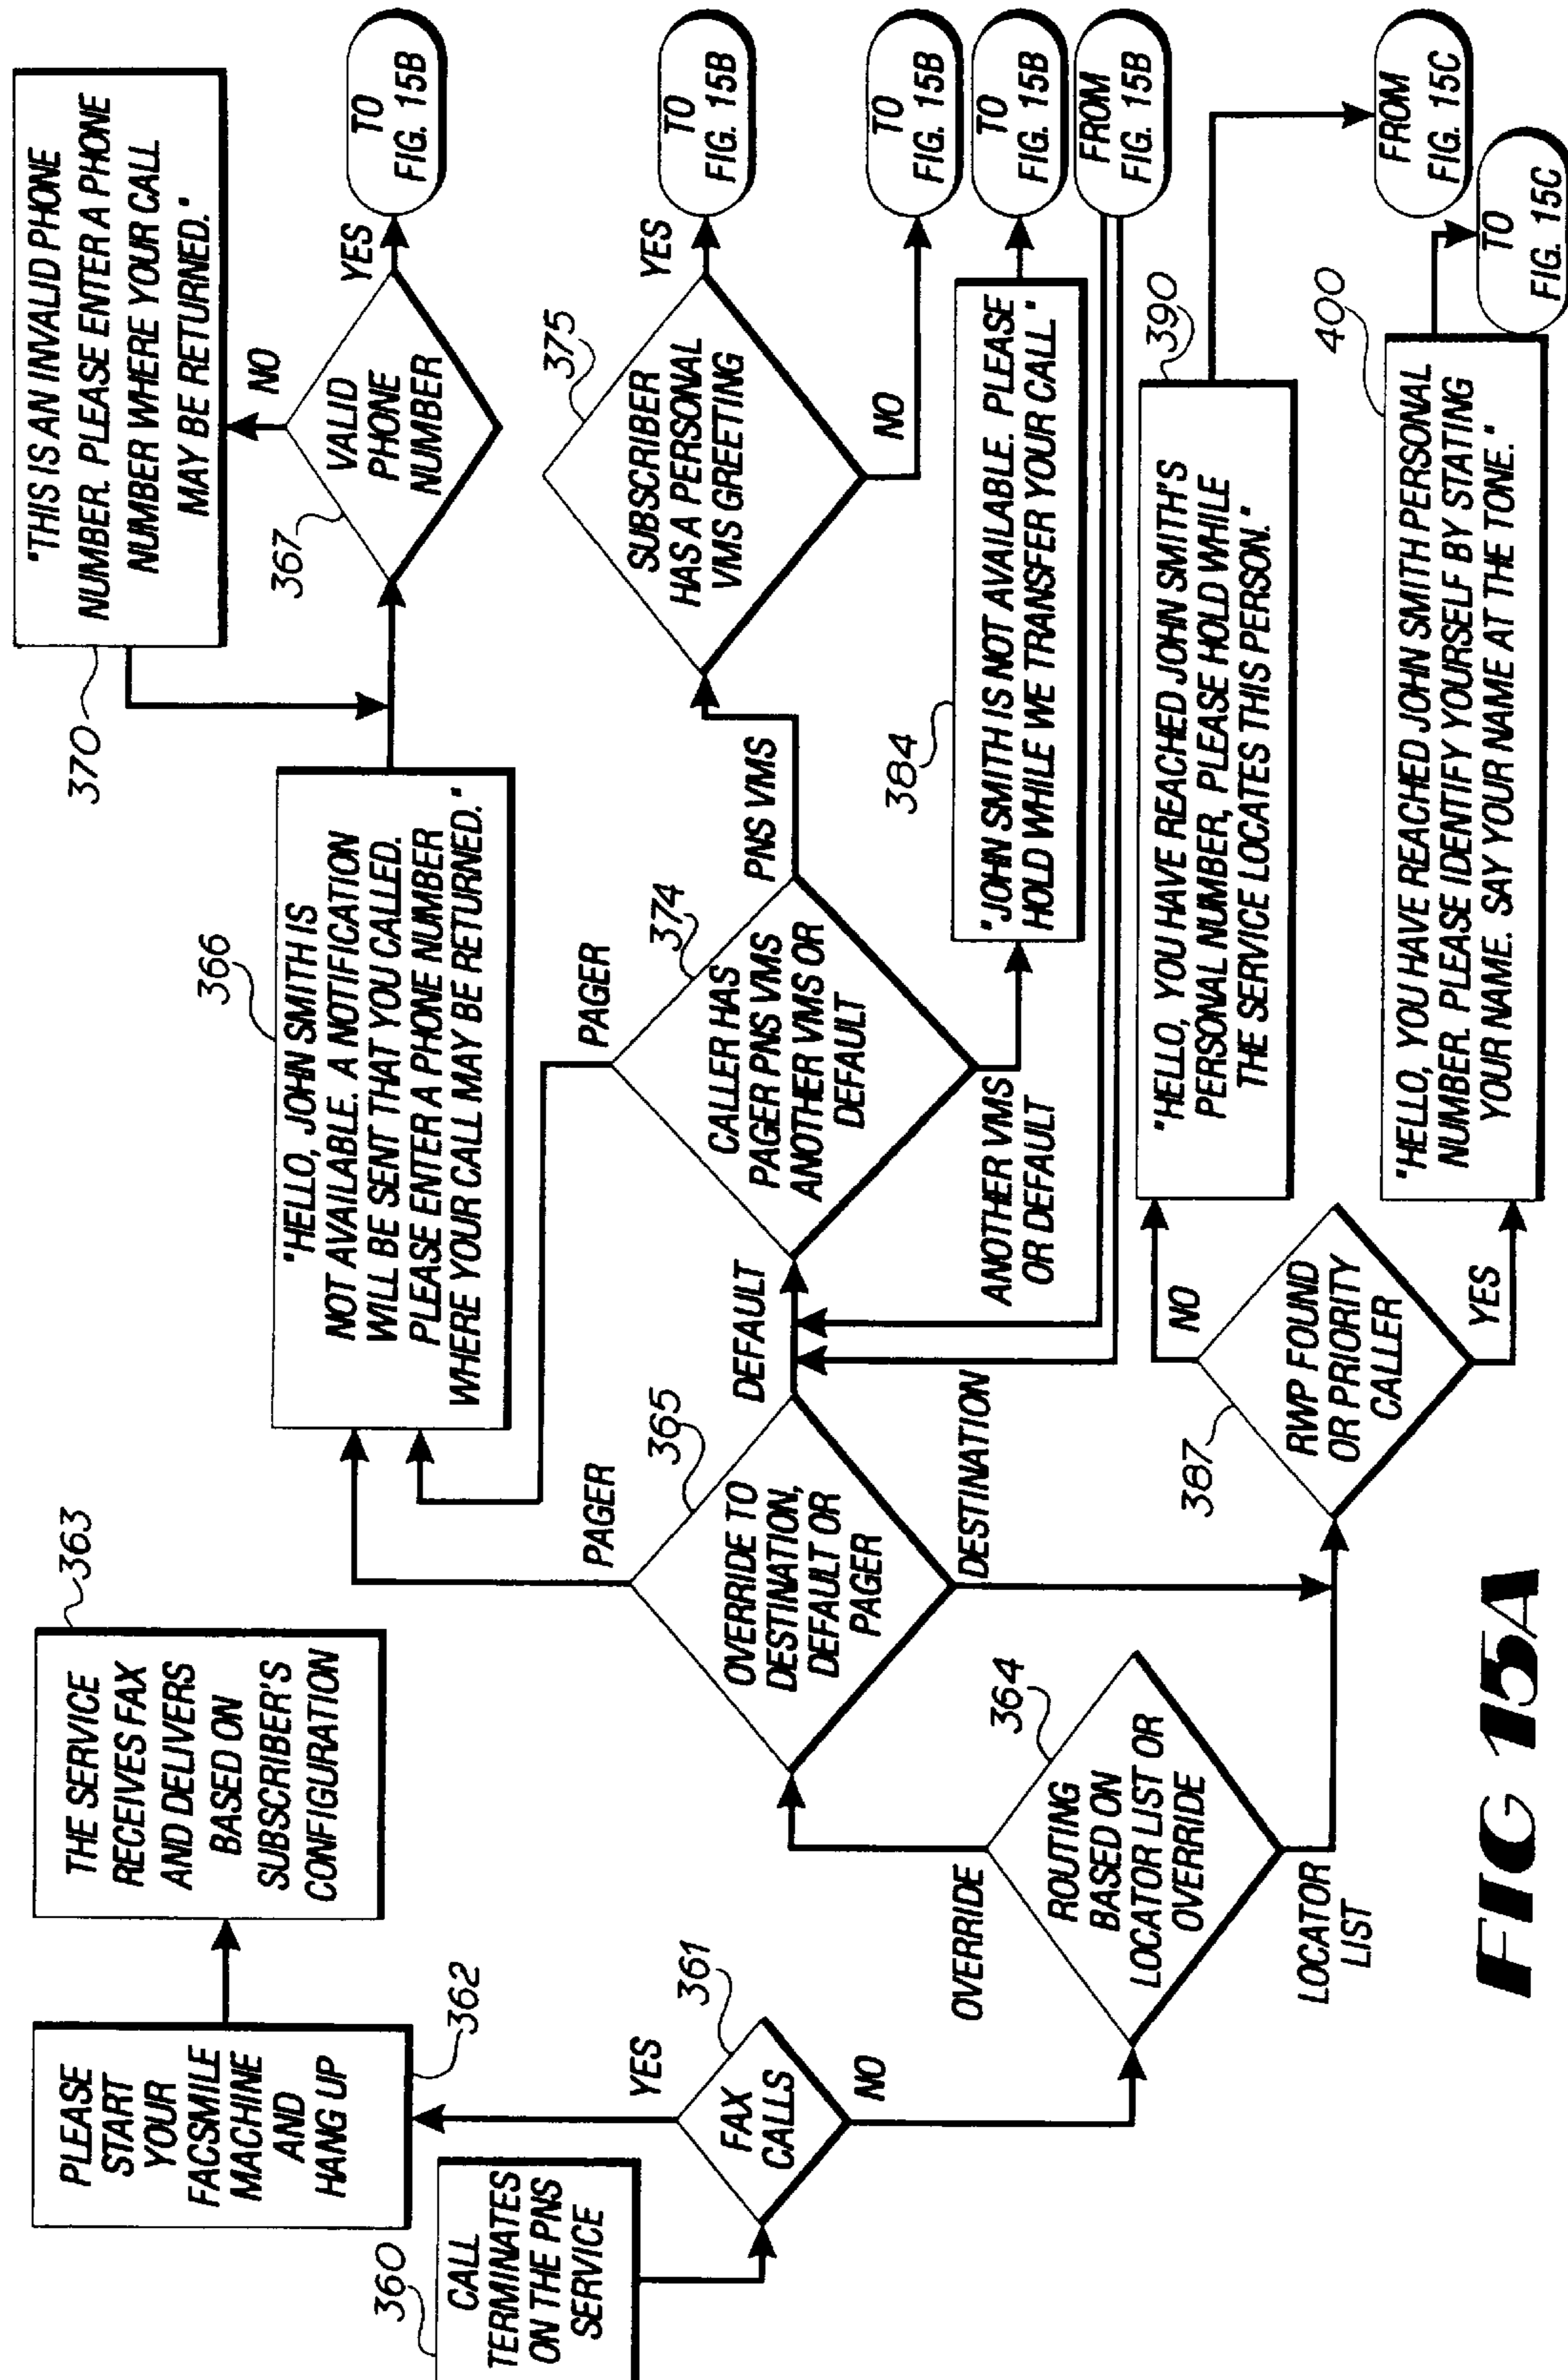 360
CALL
TERMINATES
ON THE PNS
SERVICE
361
FAX
CALLS
YES
NO
362
PLEASE
START
YOUR
FACSMILE
MACHINE
AND
HANG UP
363
THE SERVICE
RECEIVES FAX
AND DELIVERS
BASED ON
SUBSCRIBER'S
CONFIGURATION
364
ROUTING
BASED ON
LOCATOR LIST OR
OVERRIDE
OVERRIDE
LOCATOR
LIST
365
OVERRIDE TO
DESTINATION,
DEFAULT OR
PAGER
PAGER
DEFAULT
DESTINATION
366
"HELLO, JOHN SMITH IS
NOT AVAILABLE. A NOTIFICATION
WILL BE SENT THAT YOU CALLED.
PLEASE ENTER A PHONE NUMBER
WHERE YOUR CALL MAY BE RETURNED."
367
VALID
PHONE
NUMBER
NO
YES
370
"THIS IS AN INVALID PHONE
NUMBER. PLEASE ENTER A PHONE
NUMBER WHERE YOUR CALL
MAY BE RETURNED."
TO
FIG. 15B
374
CALLER HAS
PAGER PNS VMS
ANOTHER VMS OR
DEFAULT
PAGER
PNS VMS
ANOTHER VMS
OR DEFAULT
375
SUBSCRIBER
HAS A PERSONAL
VMS GREETING
YES
NO
TO
FIG. 15B
TO
FIG. 15B
384
"JOHN SMITH IS NOT AVAILABLE. PLEASE
HOLD WHILE WE TRANSFER YOUR CALL."
TO
FIG. 15B
FROM
FIG. 15B
387
RWP FOUND
OR PRIORITY
CALLER
NO
YES
390
"HELLO, YOU HAVE REACHED JOHN SMITH'S
PERSONAL NUMBER, PLEASE HOLD WHILE
THE SERVICE LOCATES THIS PERSON."
FROM
FIG. 15C
400
"HELLO, YOU HAVE REACHED JOHN SMITH PERSONAL
NUMBER. PLEASE IDENTIFY YOURSELF BY STATING
YOUR NAME. SAY YOUR NAME AT THE TONE."
TO
FIG. 15C
FIG 15A